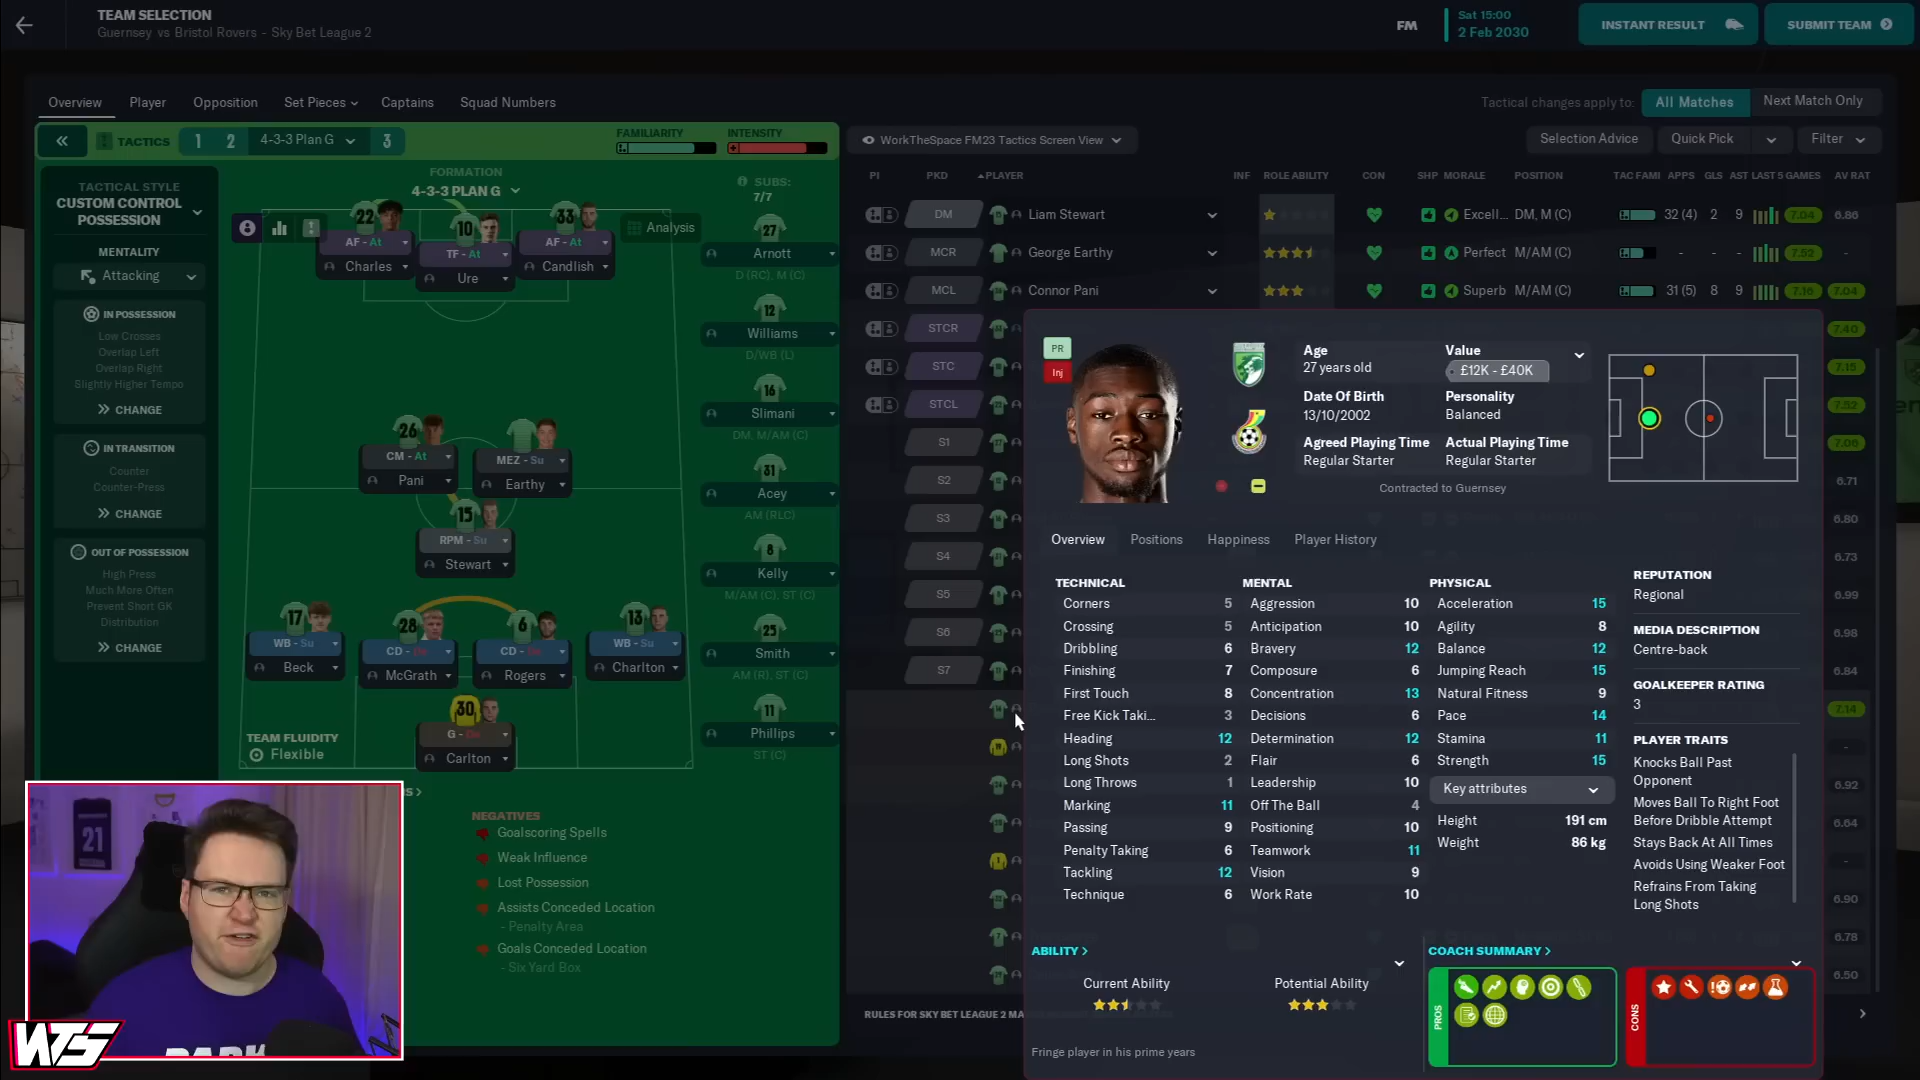 TEAM SELECTION
Guernsey vs Bristol Rovers - Sky Bet League 2
FM
Sat 15:00
2 Feb 2030
INSTANT RESULT
SUBMIT TEAM
Overview
Player
Opposition
Set Pieces
Captains
Squad Numbers
Tactical changes apply to:
All Matches
Next Match Only
TACTICS
1
2
4-3-3 Plan G
3
FAMILIARITY
INTENSITY
WorkTheSpace FM23 Tactics Screen View
Selection Advice
Quick Pick
Filter
TACTICAL STYLE
CUSTOM CONTROL
POSSESSION
MENTALITY
Attacking
IN POSSESSION
Low Crosses
Overlap Left
Overlap Right
Slightly Higher Tempo
CHANGE
IN TRANSITION
Counter
Counter-Press
CHANGE
OUT OF POSSESSION
High Press
Much More Often
Prevent Short GK
Distribution
CHANGE
FORMATION
4-3-3 PLAN G
SUBS:
7/7
Analysis
22
AF - At
Charles
10
TF - At
Ure
33
AF - At
Candlish
26
CM - At
Pani
MEZ - Su
Earthy
15
RPM - Su
Stewart
17
WB - Su
Beck
28
CD - De
McGrath
6
CD - De
Rogers
13
WB - Su
Charlton
30
G - De
Carlton
TEAM FLUIDITY
Flexible
27
Arnott
D (RC), M (C)
12
Williams
D/WB (L)
16
Slimani
DM, M/AM (C)
31
Acey
AM (RLC)
8
Kelly
M/AM (C), ST (C)
25
Smith
AM (R), ST (C)
11
Phillips
ST (C)
NEGATIVES
Goalscoring Spells
Weak Influence
Lost Possession
Assists Conceded Location
- Penalty Area
Goals Conceded Location
- Six Yard Box
PI PKD PLAYER INF ROLE ABILITY CON SHP MORALE POSITION TAC FAMI APPS GLS AST LAST 5 GAMES AV RAT
DM Liam Stewart Excell... DM, M (C) 32 (4) 2 9 7.04 6.86
MCR George Earthy Perfect M/AM (C) - - - 7.52 -
MCL Connor Pani Superb M/AM (C) 31 (5) 8 9 7.16 7.04
STCR 7.40
STC 7.15
STCL 7.52
S1 7.06
S2 6.71
S3 6.80
S4 6.73
S5 6.99
S6 6.98
S7 6.84
7.14
-
6.92
6.64
-
6.90
6.78
6.50
RULES FOR SKY BET LEAGUE 2 MA
PR
Inj
Age
27 years old
Date Of Birth
13/10/2002
Agreed Playing Time
Regular Starter
Value
£12K - £40K
Personality
Balanced
Actual Playing Time
Regular Starter
Contracted to Guernsey
Overview
Positions
Happiness
Player History
TECHNICAL
Corners 5
Crossing 5
Dribbling 6
Finishing 7
First Touch 8
Free Kick Taki... 3
Heading 12
Long Shots 2
Long Throws 1
Marking 11
Passing 9
Penalty Taking 6
Tackling 12
Technique 6
MENTAL
Aggression 10
Anticipation 10
Bravery 12
Composure 6
Concentration 13
Decisions 6
Determination 12
Flair 6
Leadership 10
Off The Ball 4
Positioning 10
Teamwork 11
Vision 9
Work Rate 10
PHYSICAL
Acceleration 15
Agility 8
Balance 12
Jumping Reach 15
Natural Fitness 9
Pace 14
Stamina 11
Strength 15
Key attributes
Height 191 cm
Weight 86 kg
REPUTATION
Regional
MEDIA DESCRIPTION
Centre-back
GOALKEEPER RATING
3
PLAYER TRAITS
Knocks Ball Past
Opponent
Moves Ball To Right Foot
Before Dribble Attempt
Stays Back At All Times
Avoids Using Weaker Foot
Refrains From Taking
Long Shots
ABILITY
Current Ability
Potential Ability
Fringe player in his prime years
COACH SUMMARY
PROS
CONS
21
WTS